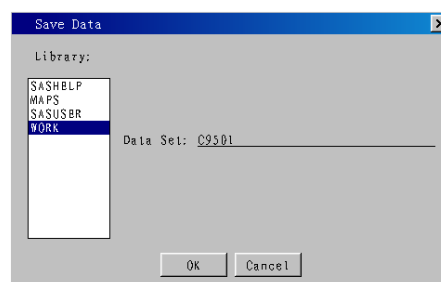 Save Data
Library:
SASHELP
MAPS
SASUSER
WORK
Data Set: C9501
OK Cancel